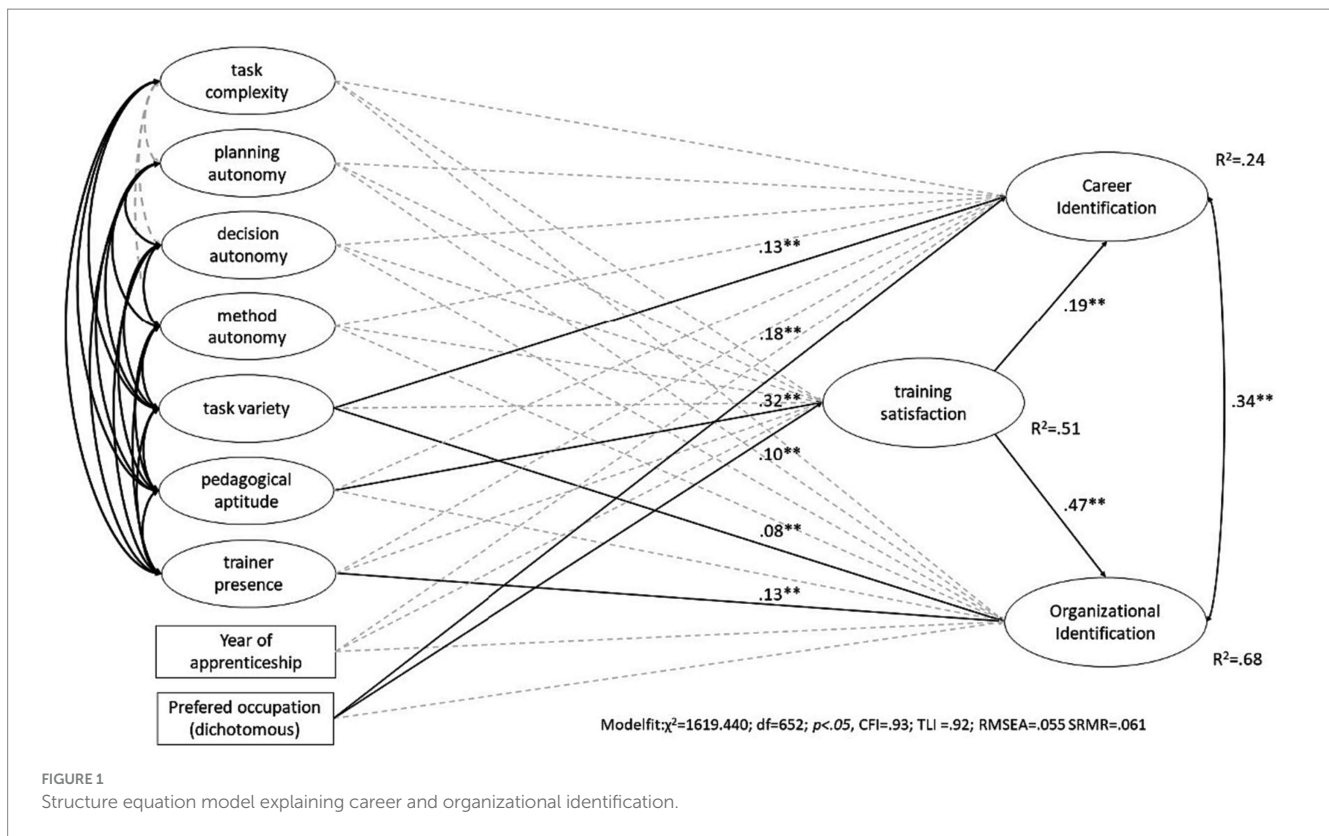 task
complexity
planning
autonomy
decision
autonomy
method
autonomy
task variety
pedagogical
aptitude
trainer
presence
Year of
apprenticeship
Prefered occupation
(dichotomous)
.13**
.18**
.32**
.10**
.08**
.13**
training
satisfaction
R²=.51
Career
Identification
R²=.24
.19**
.34**
.47**
Organizational
Identification
R²=.68
Modelfit:χ²=1619.440; df=652; p<.05, CFI=.93; TLI =.92; RMSEA=.055 SRMR=.061
FIGURE 1
Structure equation model explaining career and organizational identification.